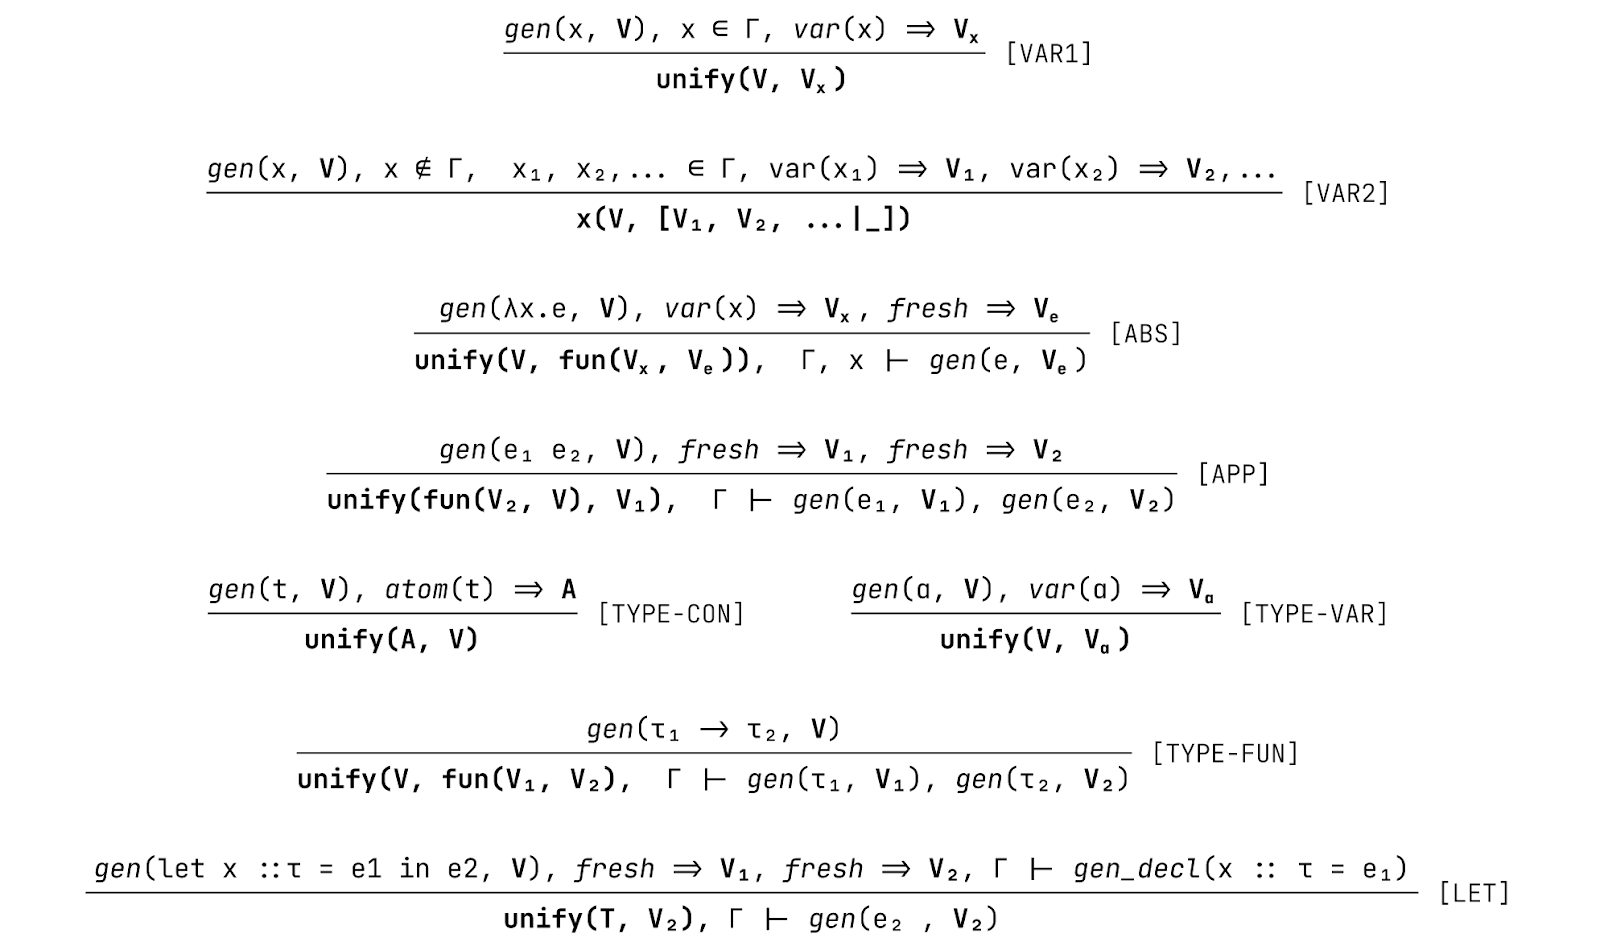 gen(x, V), x ∈ Γ, var(x) ⇒ Vₓ [VAR1]
unify(V, Vₓ)
gen(x, V), x ∉ Γ, x₁, x₂,... ∈ Γ, var(x₁) ⇒ V₁, var(x₂) ⇒ V₂,... [VAR2]
x(V, [V₁, V₂, ...|_])
gen(λx.e, V), var(x) ⇒ Vₓ, fresh ⇒ Vₑ [ABS]
unify(V, fun(Vₓ, Vₑ)), Γ, x ⊢ gen(e, Vₑ)
gen(e₁ e₂, V), fresh ⇒ V₁, fresh ⇒ V₂ [APP]
unify(fun(V₂, V), V₁), Γ ⊢ gen(e₁, V₁), gen(e₂, V₂)
gen(t, V), atom(t) ⇒ A [TYPE-CON]
unify(A, V)
gen(α, V), var(α) ⇒ Vα [TYPE-VAR]
unify(V, Vα)
gen(τ₁ → τ₂, V) [TYPE-FUN]
unify(V, fun(V₁, V₂), Γ ⊢ gen(τ₁, V₁), gen(τ₂, V₂)
gen(let x ::τ = e1 in e2, V), fresh ⇒ V₁, fresh ⇒ V₂, Γ ⊢ gen_decl(x :: τ = e₁) [LET]
unify(T, V₂), Γ ⊢ gen(e₂ , V₂)